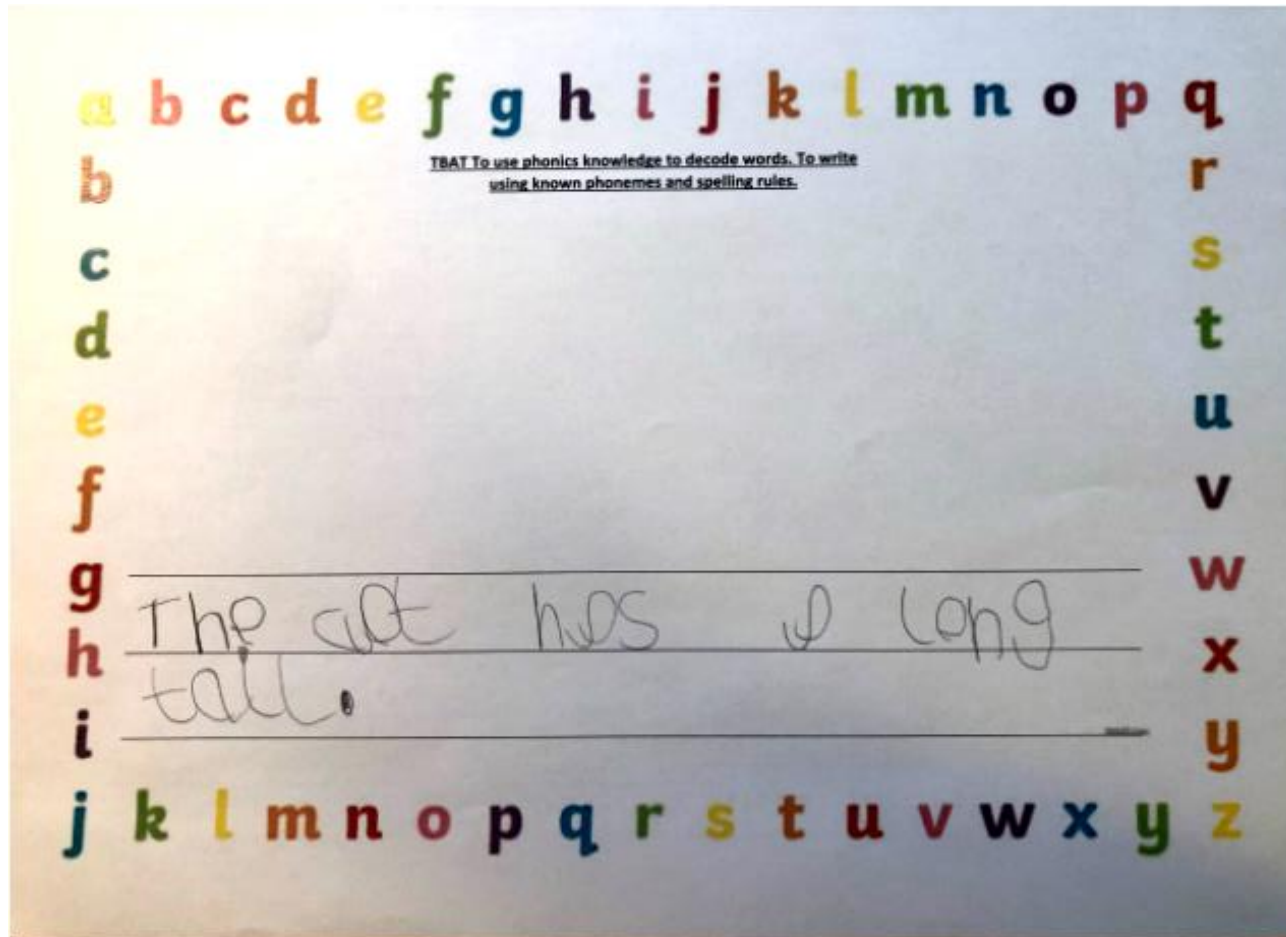 a b c d e f g h i j k l m n o p q
TBAT To use phonics knowledge to decode words. To write
using known phonemes and spelling rules.
b r
c s
d t
e u
f v
g w
h x
i y
The cat has a long
tail.
j k l m n o p q r s t u v w x y z